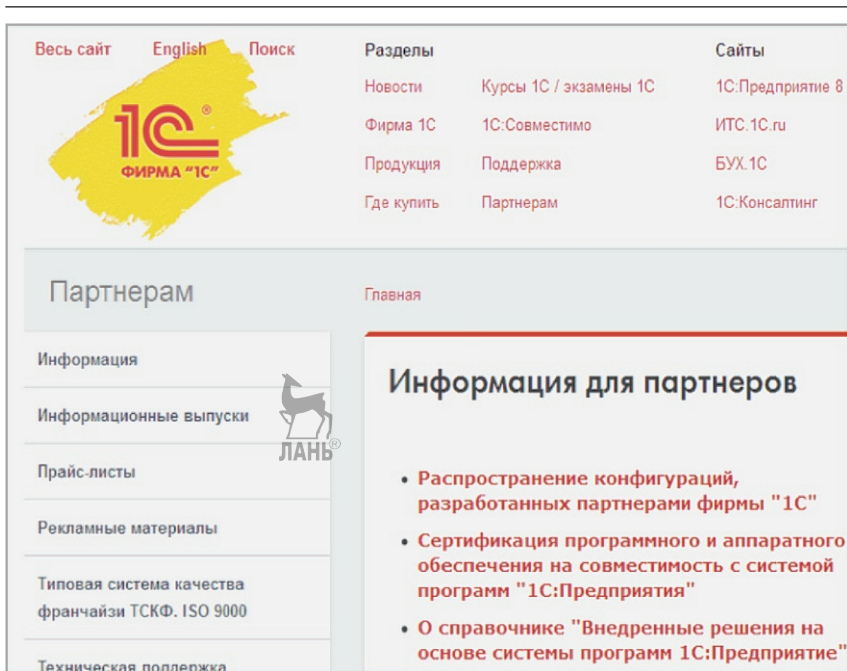 Весь сайт English Поиск
1С®
ФИРМА "1С"
Разделы
Новости Курсы 1С / экзамены 1С
Фирма 1С 1С:Совместимо
Продукция Поддержка
Где купить Партнерам
Сайты
1С:Предприятие 8
ИТС.1С.ru
БУХ.1С
1С:Консалтинг
Партнерам
Главная
Информация
Информационные выпуски
Прайс-листы
Рекламные материалы
Типовая система качества
франчайзи ТСКФ. ISO 9000
Техническая поддержка
ЛАНЬ®
Информация для партнеров
• Распространение конфигураций,
разработанных партнерами фирмы "1С"
• Сертификация программного и аппаратного
обеспечения на совместимость с системой
программ "1С:Предприятия"
• О справочнике "Внедренные решения на
основе системы программ 1С:Предприятие"